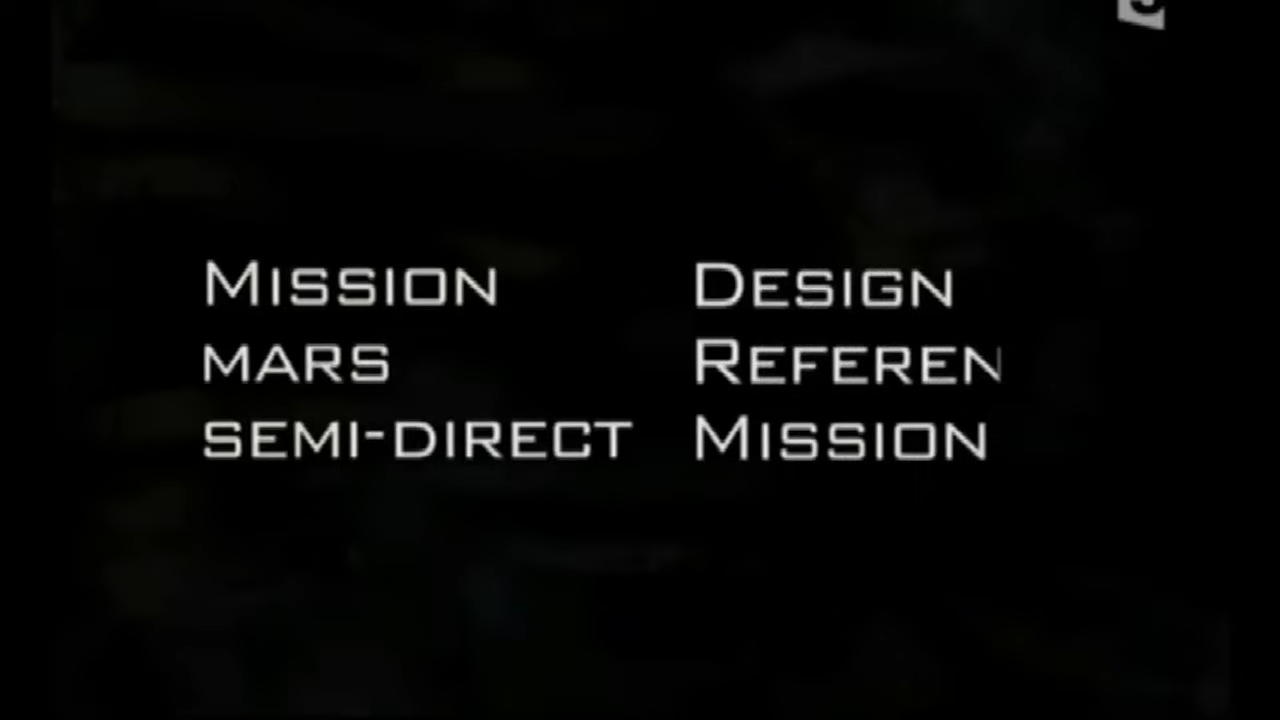 Mission
mars
semi-direct
Design
Referen
Mission